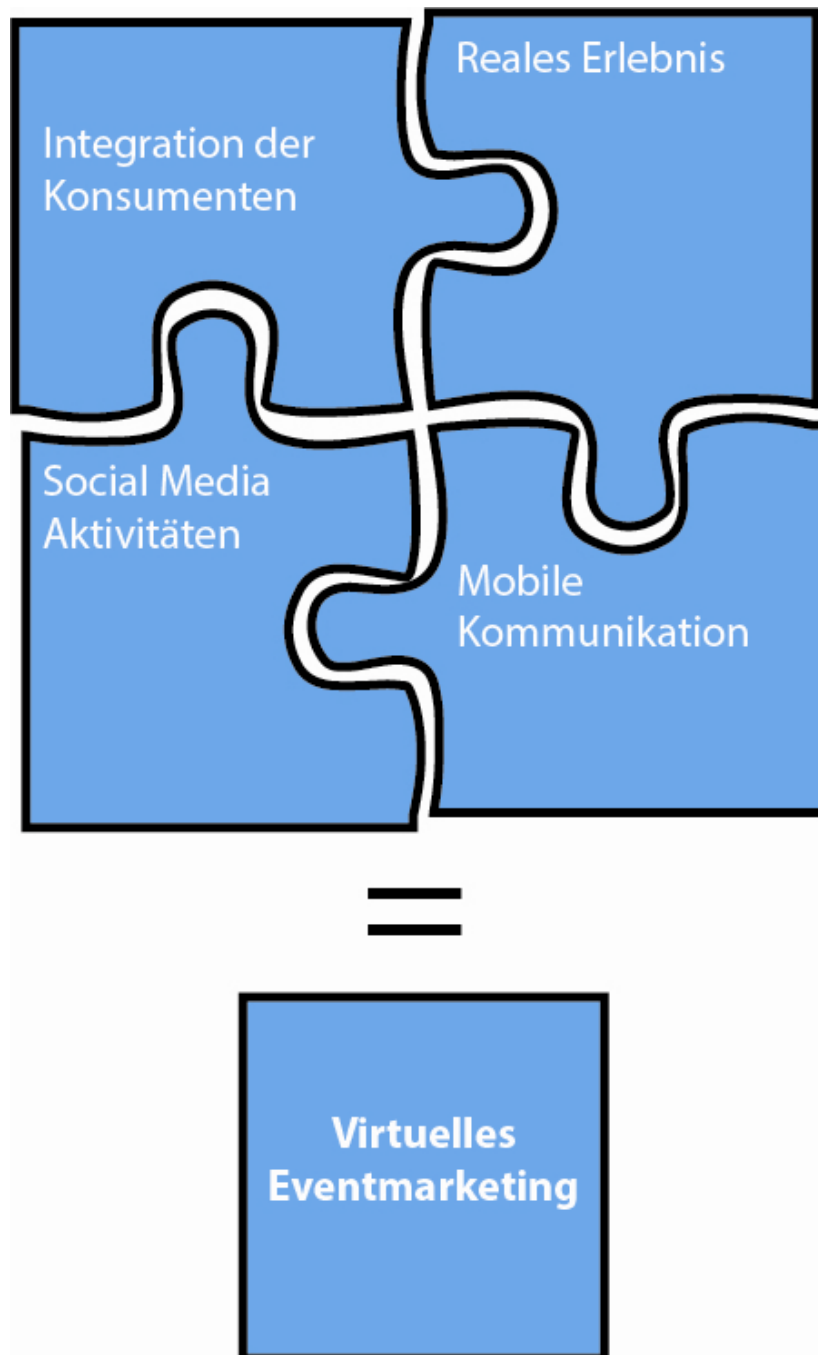 Integration der
Konsumenten
Reales Erlebnis
Social Media
Aktivitäten
Mobile
Kommunikation
=
Virtuelles
Eventmarketing